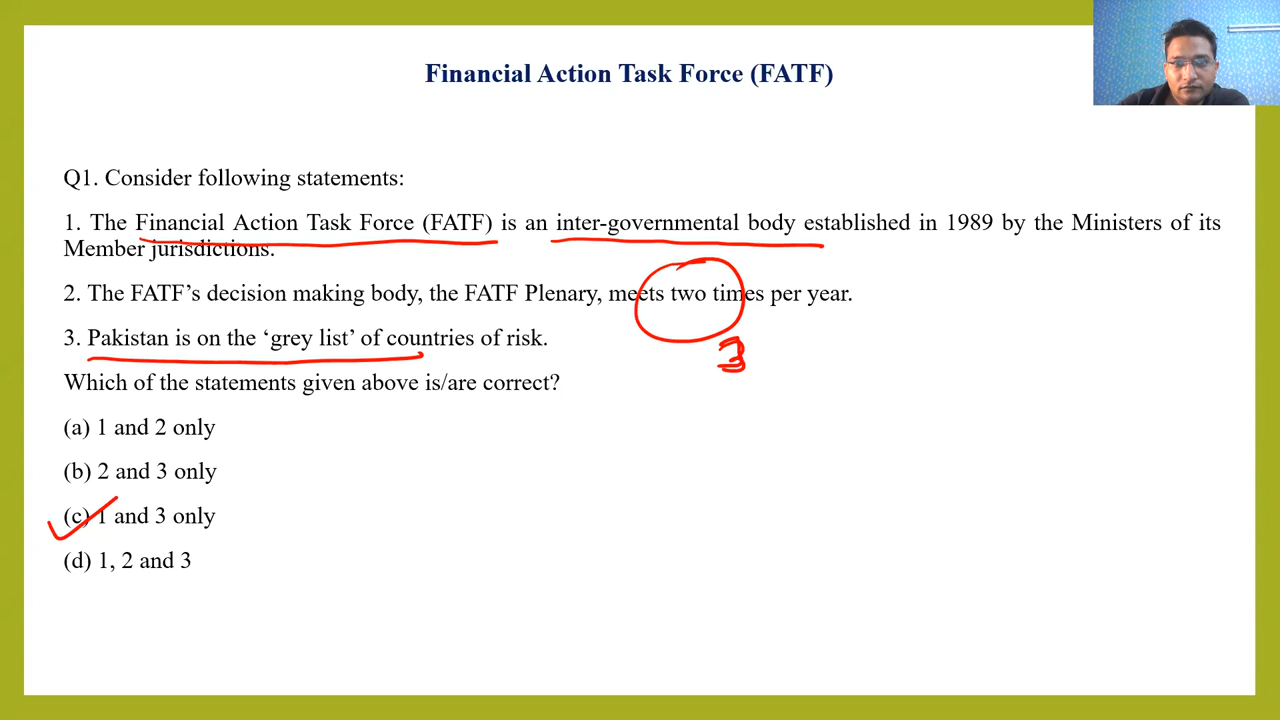 Financial Action Task Force (FATF)
Q1. Consider following statements:
1. The Financial Action Task Force (FATF) is an inter-governmental body established in 1989 by the Ministers of its
Member jurisdictions.
2. The FATF’s decision making body, the FATF Plenary, meets two times per year.
3
3. Pakistan is on the ‘grey list’ of countries of risk.
Which of the statements given above is/are correct?
(a) 1 and 2 only
(b) 2 and 3 only
(c) 1 and 3 only
(d) 1, 2 and 3